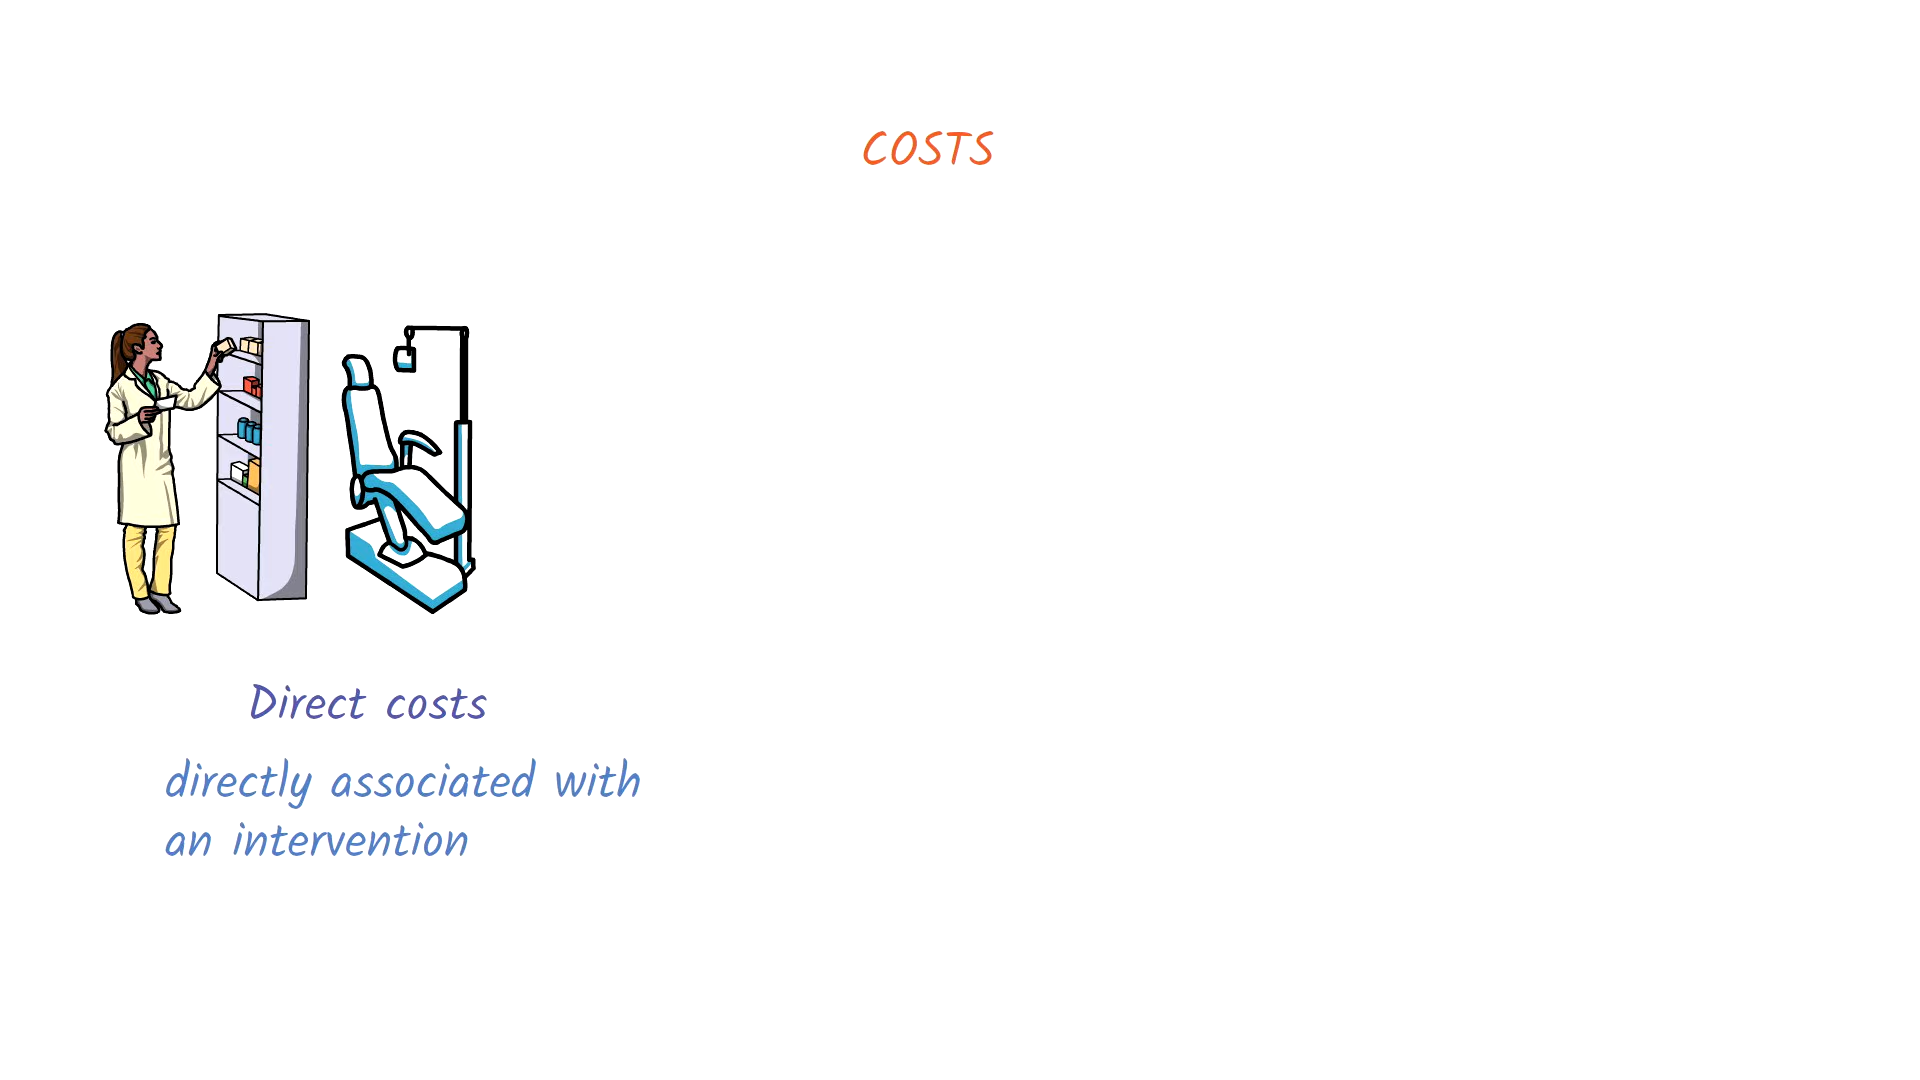 COSTS
Direct costs
directly associated with
an intervention